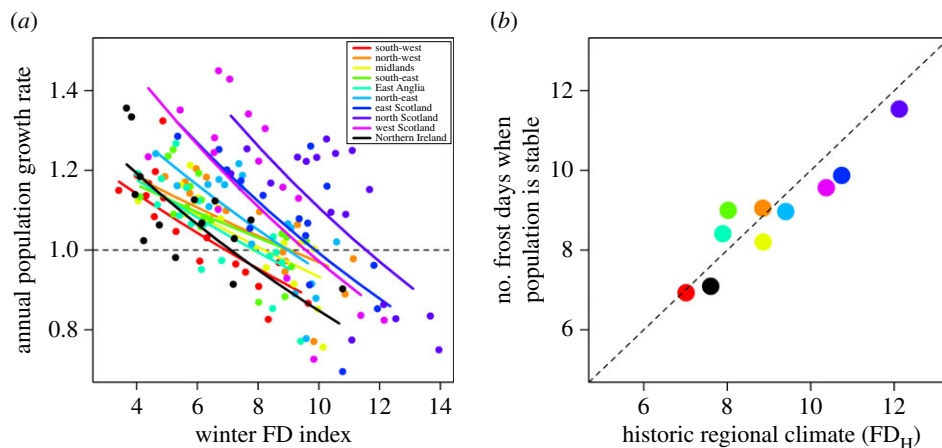 (a)
annual population growth rate
1.4
1.2
1.0
0.8
4 6 8 10 12 14
winter FD index
south-west
north-west
midlands
south-east
East Anglia
north-east
east Scotland
north Scotland
west Scotland
Northern Ireland
(b)
no. frost days when
population is stable
12
10
8
6
6 8 10 12
historic regional climate (FD_H)